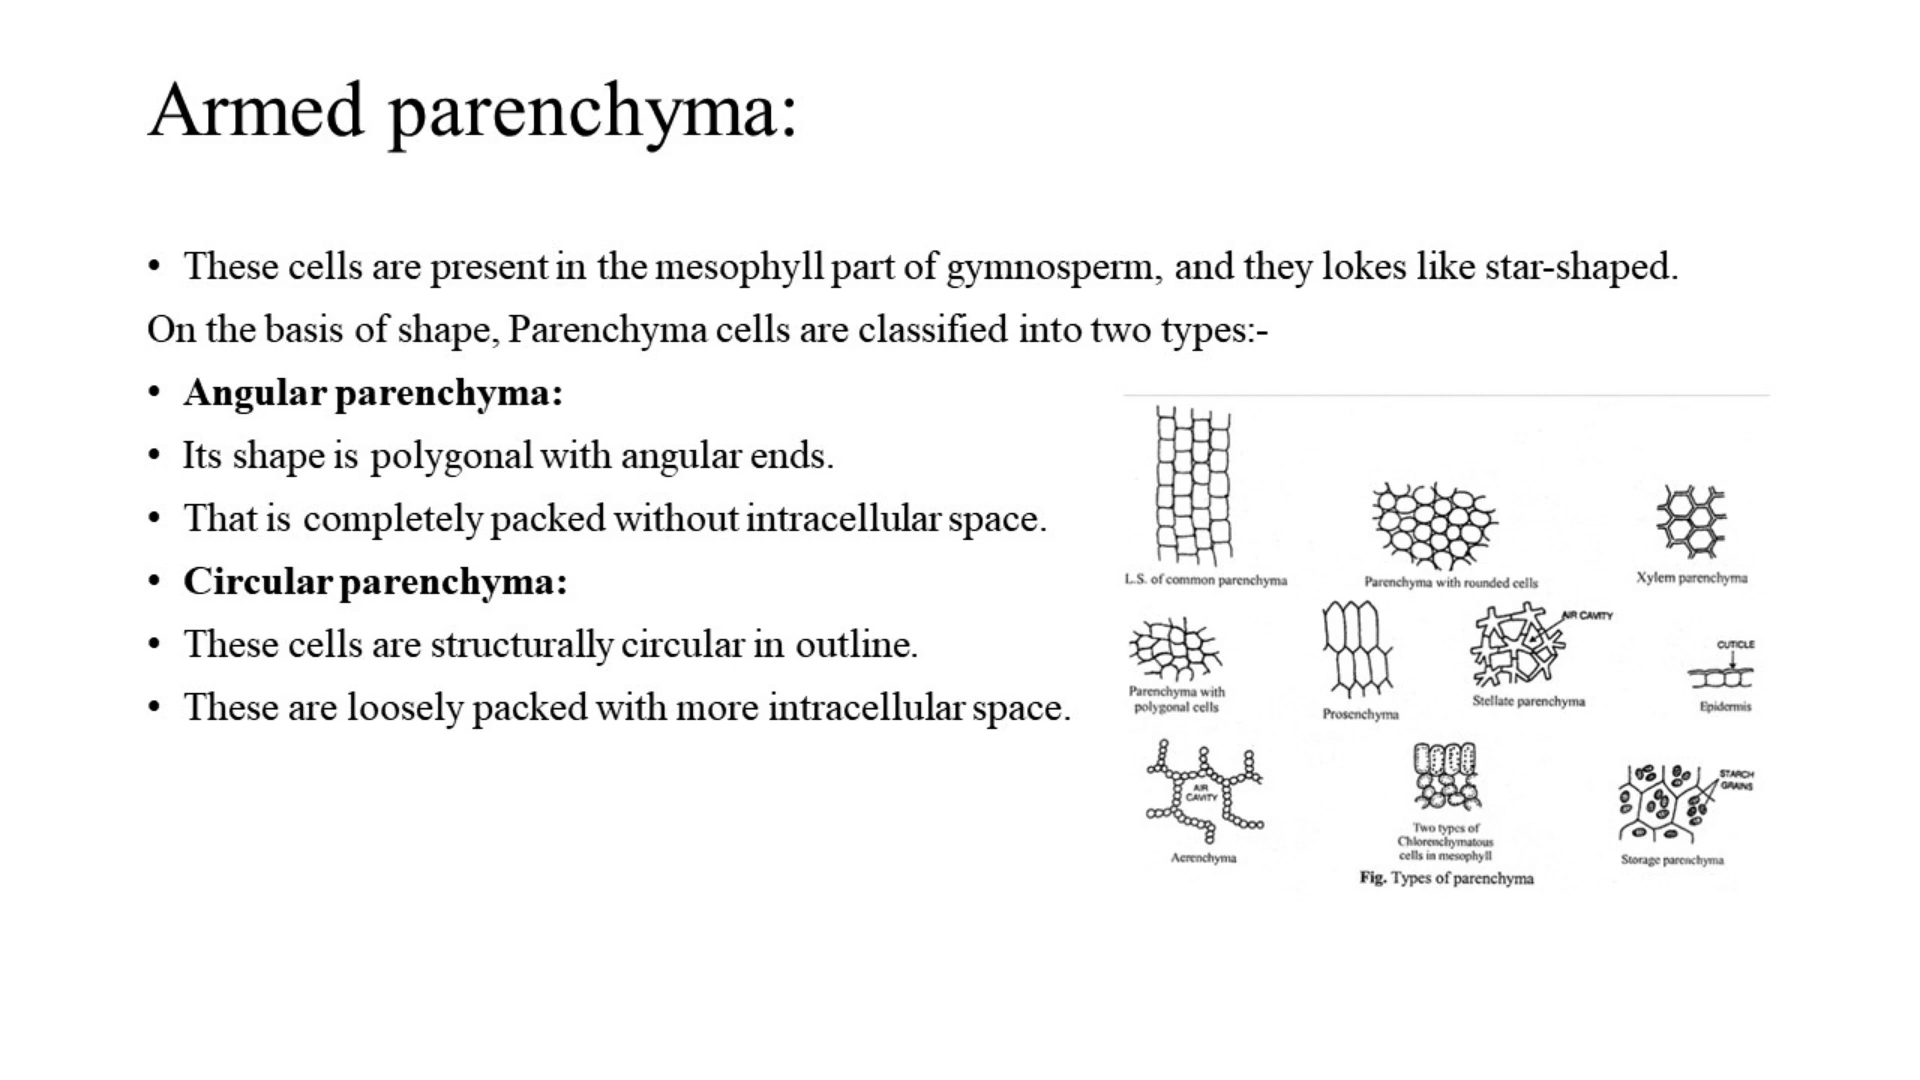 Armed parenchyma:
• These cells are present in the mesophyll part of gymnosperm, and they lokes like star-shaped.
On the basis of shape, Parenchyma cells are classified into two types:-
• Angular parenchyma:
• Its shape is polygonal with angular ends.
• That is completely packed without intracellular space.
• Circular parenchyma:
• These cells are structurally circular in outline.
• These are loosely packed with more intracellular space.
L.S. of common parenchyma
Parenchyma with rounded cells
Xylem parenchyma
Parenchyma with
polygonal cells
Prosenchyma
AIR CAVITY
Stellate parenchyma
CUTICLE
Epidermis
AIR
CAVITY
Aerenchyma
Two types of
Chlorenchymatous
cells in mesophyll
STARCH
GRAINS
Storage parenchyma
Fig. Types of parenchyma